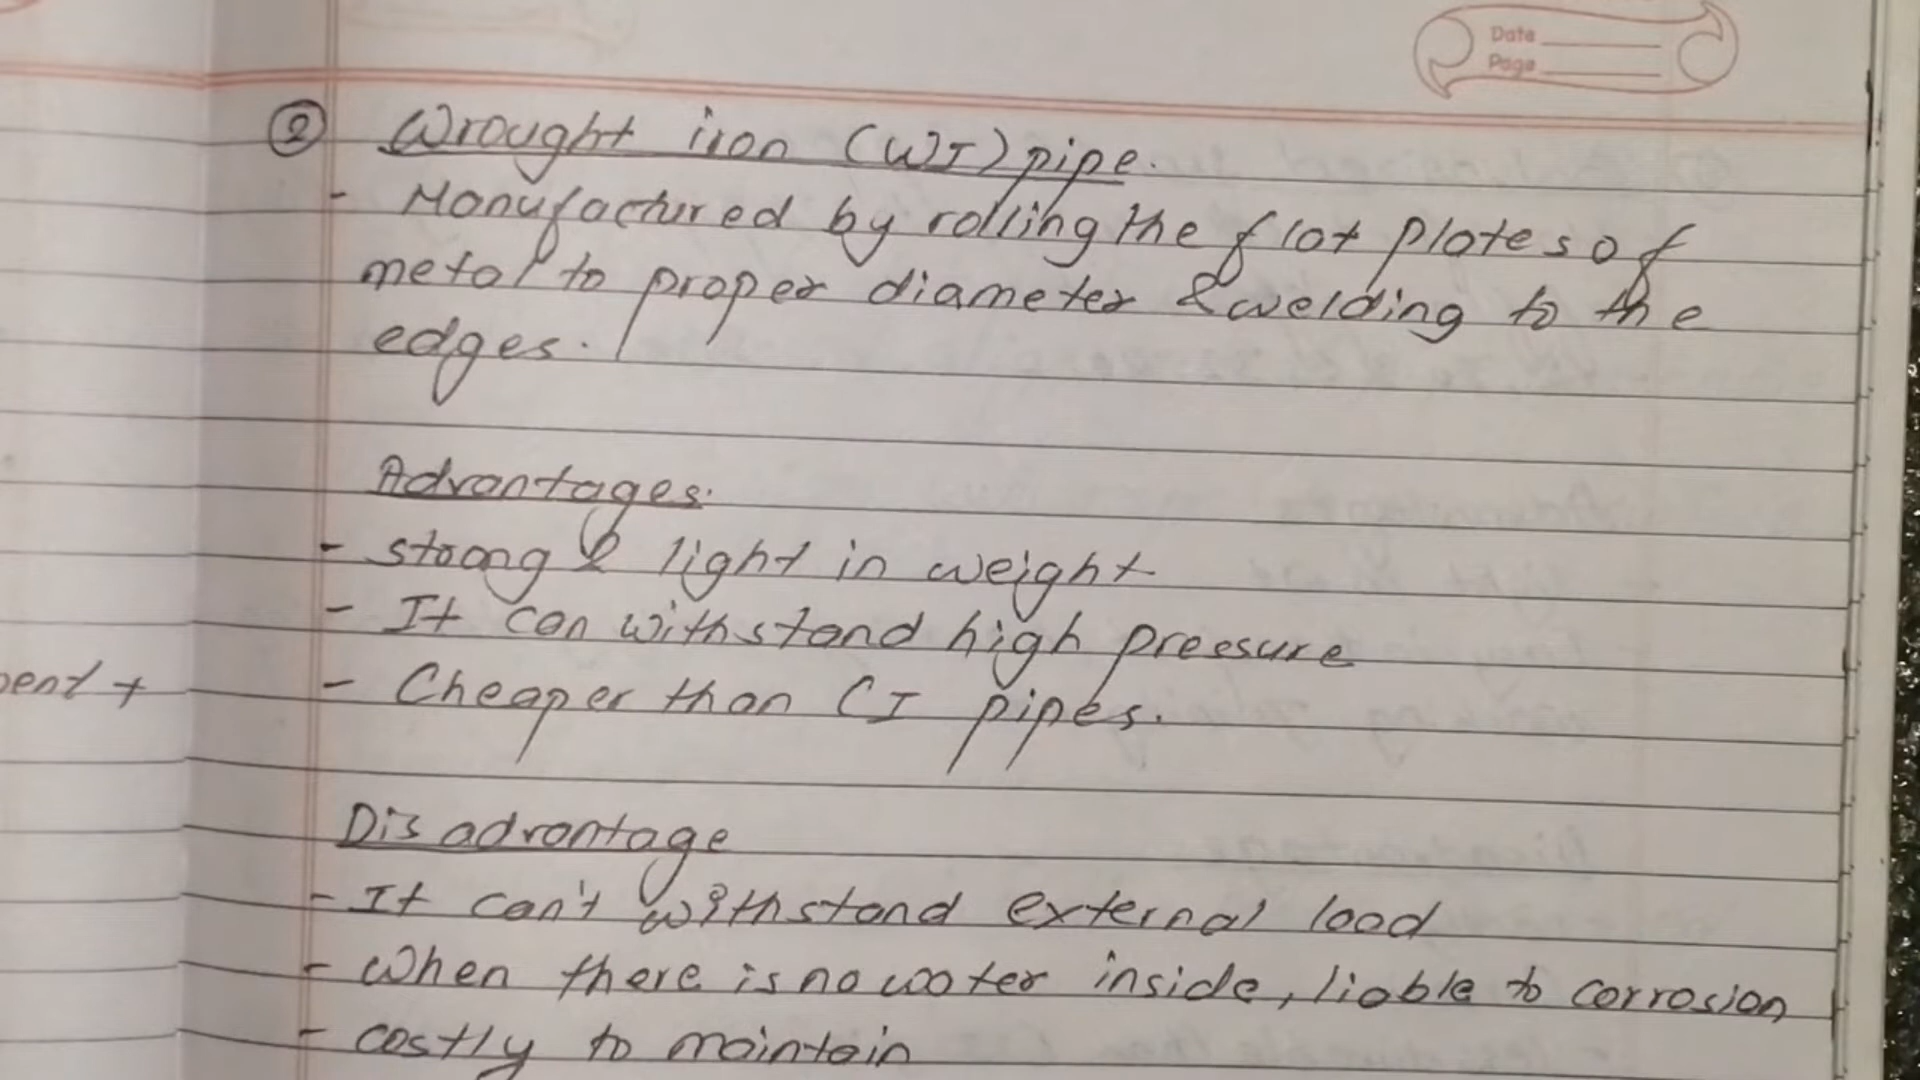 Date
Page
② Wrought iron (WI) pipe.
- Manufactured by rolling the flat plates of
metal to proper diameter & welding to the
edges.
Advantages.
- strong & light in weight
- It can withstand high preesure
- Cheaper than CI pipes.
Disadvantage
- It can't withstand external load
- When there is no water inside, liable to corrosion
- costly to maintain